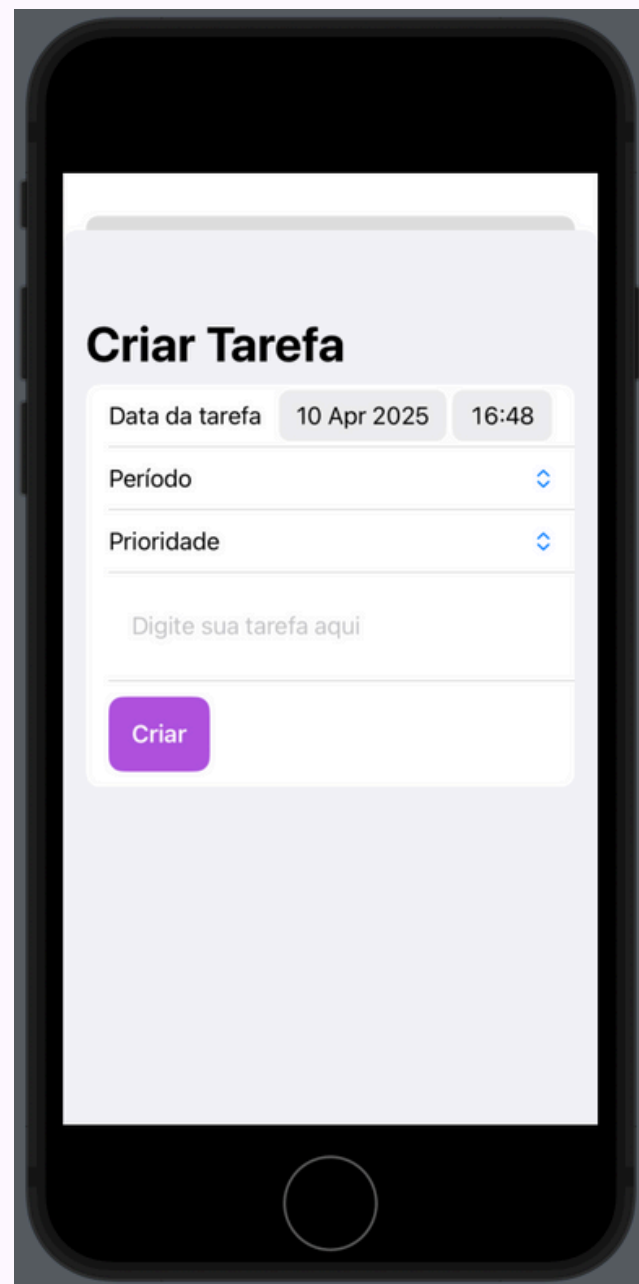 Criar Tarefa
Data da tarefa 10 Apr 2025 16:48
Período
Prioridade
Digite sua tarefa aqui
Criar